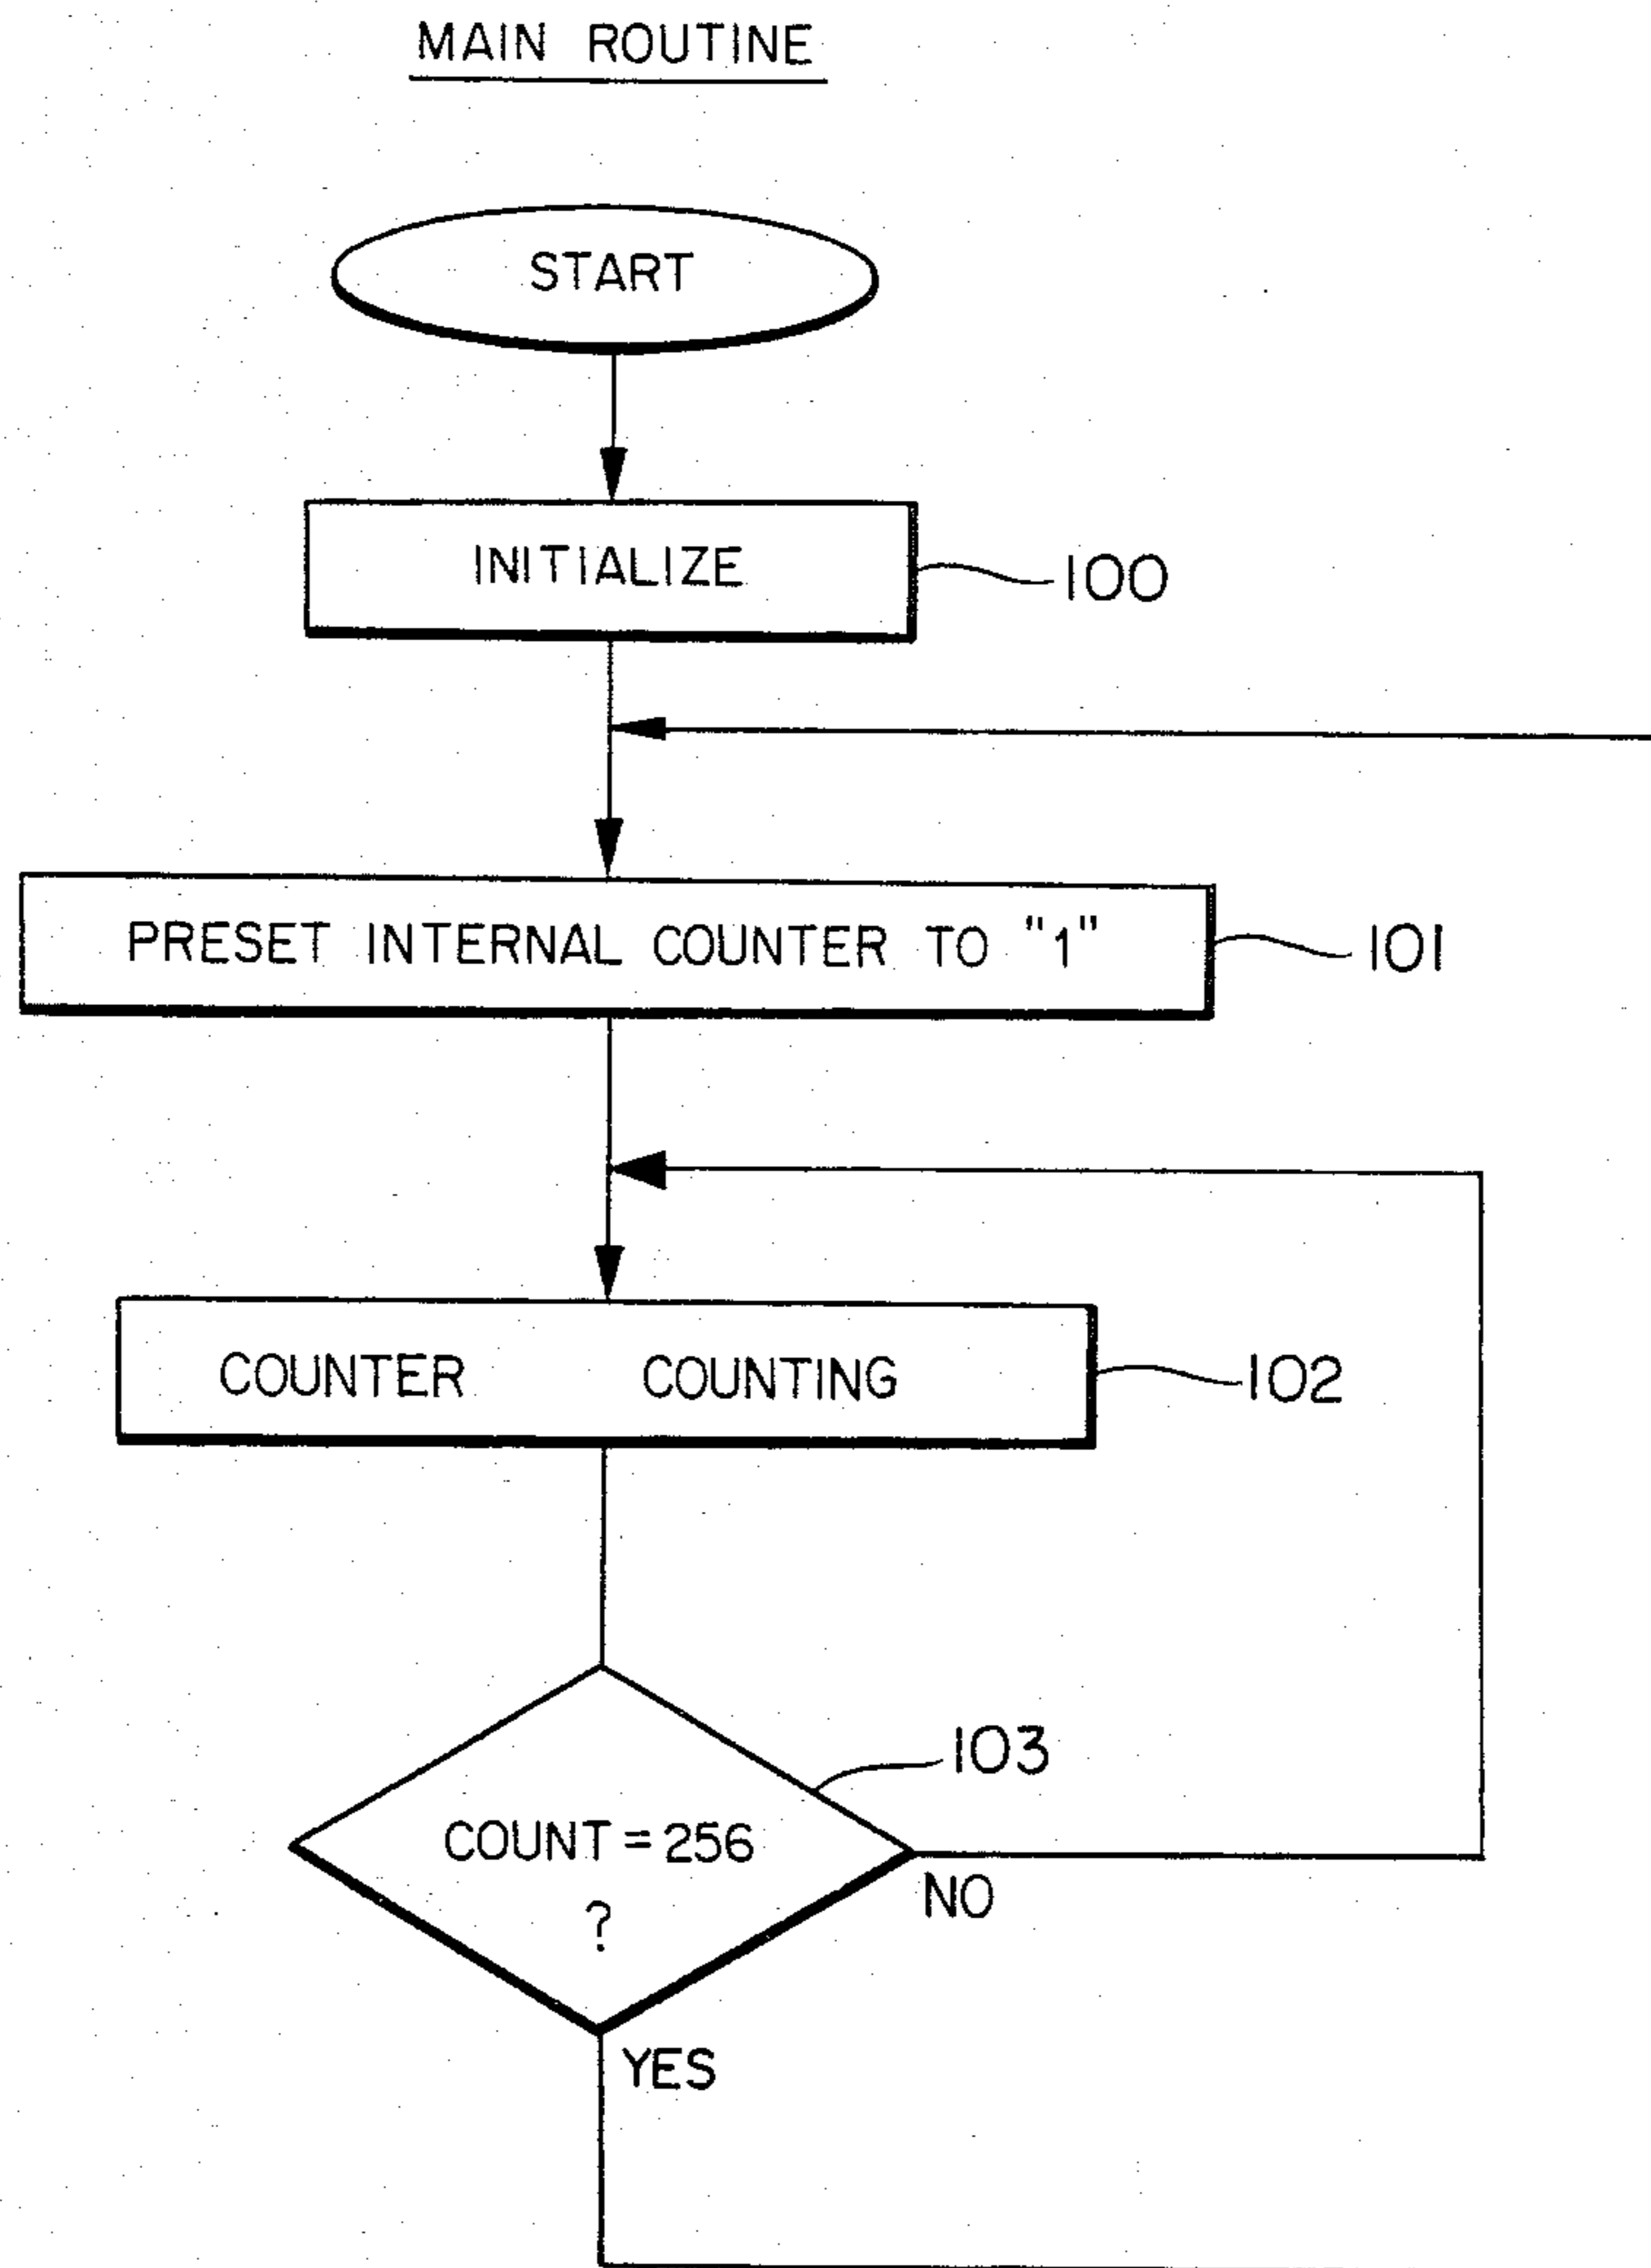 MAIN ROUTINE
START
INITIALIZE
100
PRESET INTERNAL COUNTER TO "1"
101
COUNTER COUNTING
102
103
COUNT = 256
?
NO
YES